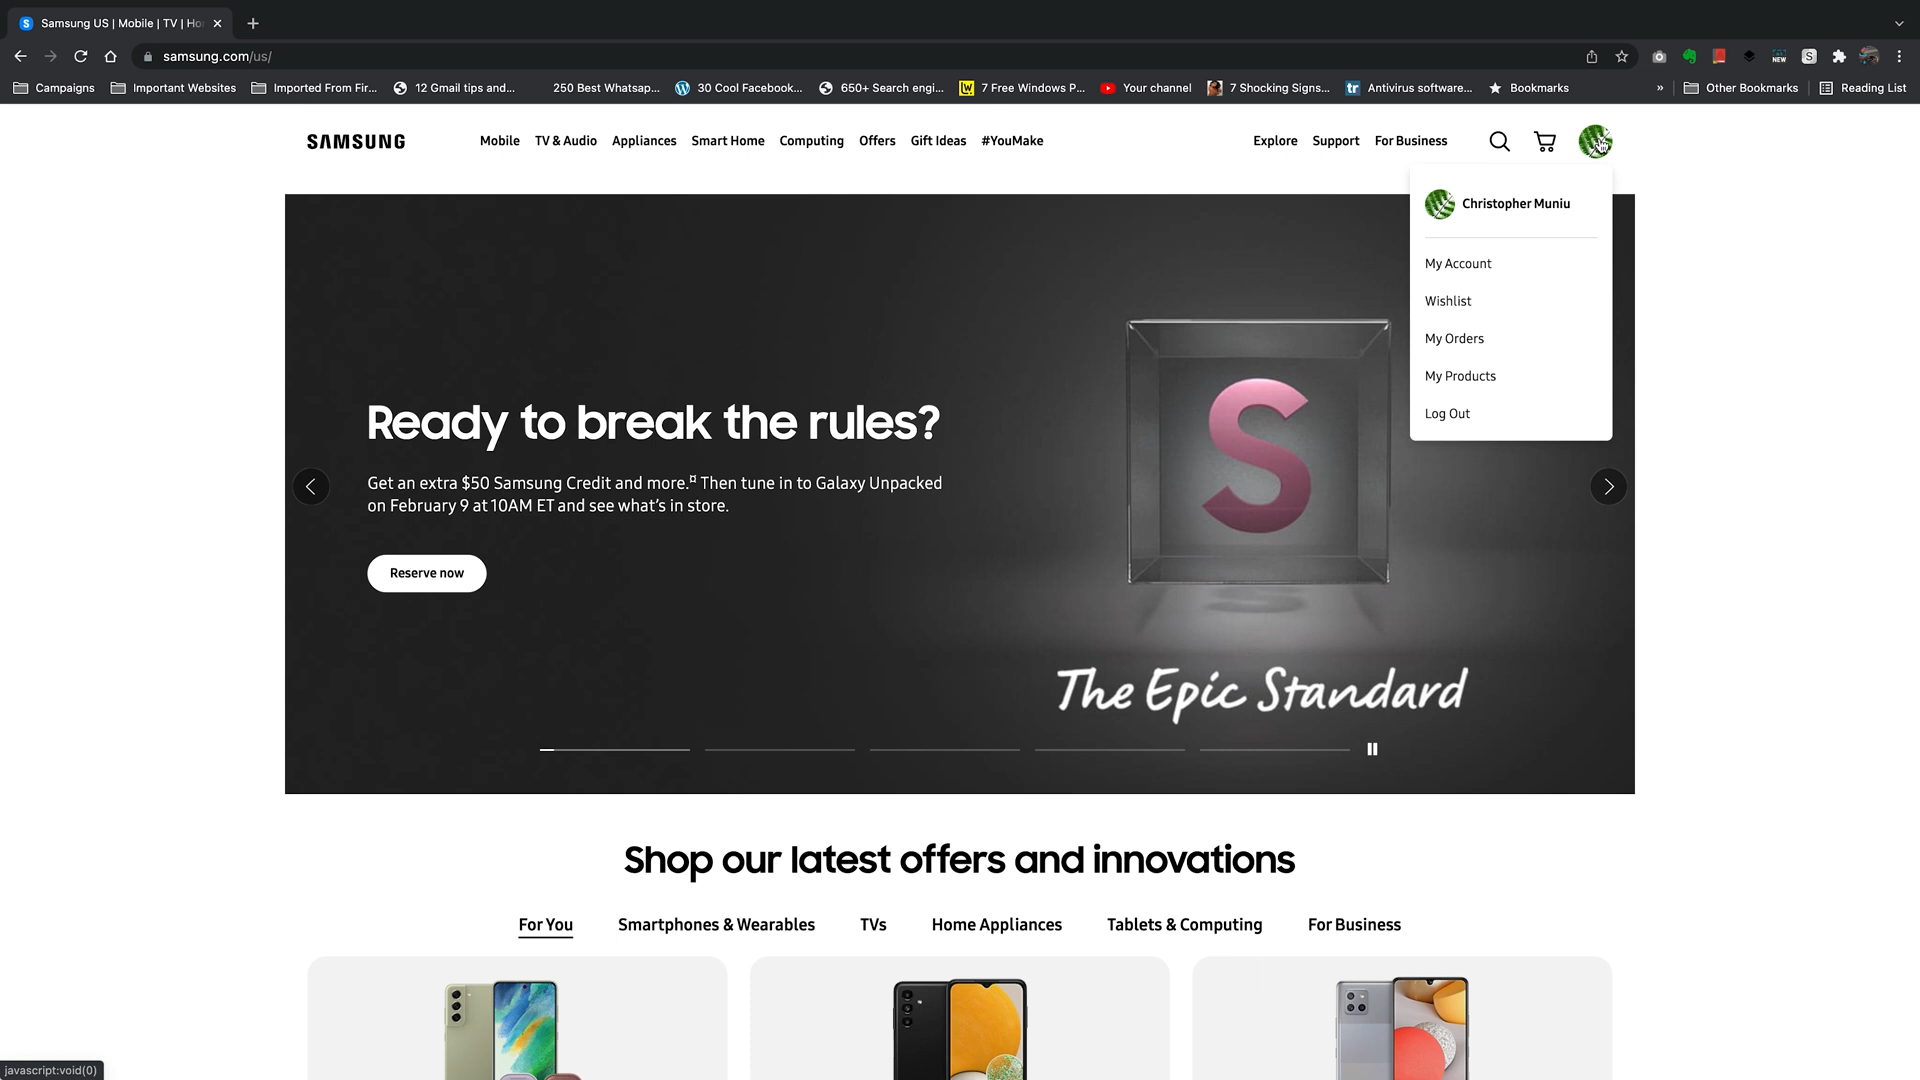 Samsung US | Mobile | TV | Ho
samsung.com/us/
Campaigns
Important Websites
Imported From Fir...
12 Gmail tips and...
250 Best Whatsap...
30 Cool Facebook...
650+ Search engi...
7 Free Windows P...
Your channel
7 Shocking Signs...
Antivirus software...
Bookmarks
»
Other Bookmarks
Reading List
SAMSUNG
Mobile
TV & Audio
Appliances
Smart Home
Computing
Offers
Gift Ideas
#YouMake
Explore
Support
For Business
Christopher Muniu
My Account
Wishlist
My Orders
My Products
Log Out
Ready to break the rules?
Get an extra $50 Samsung Credit and more.¤ Then tune in to Galaxy Unpacked
on February 9 at 10AM ET and see what's in store.
Reserve now
S
The Epic Standard
Shop our latest offers and innovations
For You
Smartphones & Wearables
TVs
Home Appliances
Tablets & Computing
For Business
javascript:void(0)